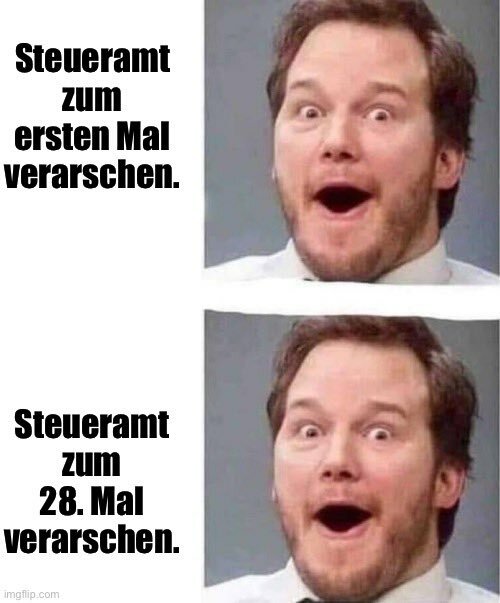 Steueramt
zum
ersten Mal
verarschen.
Steueramt
zum
28. Mal
verarschen.
imgflip.com